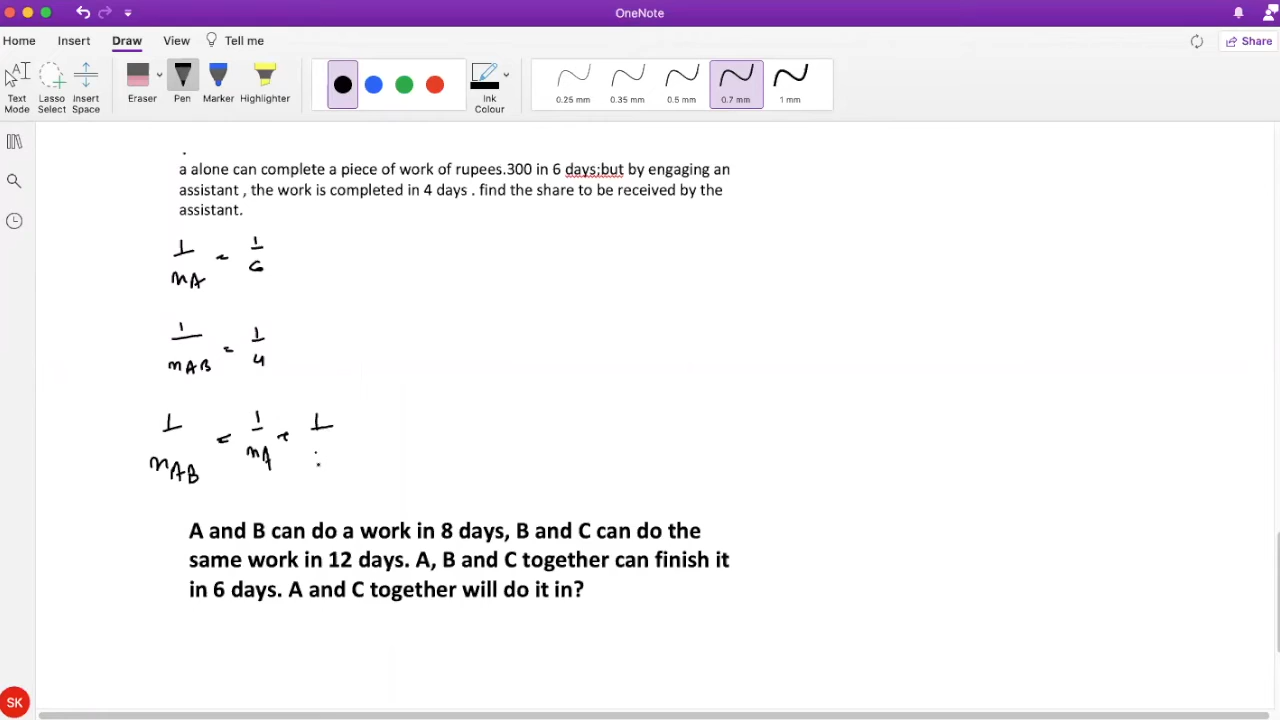 OneNote
Home Insert Draw View Tell me Share
Text Mode
Lasso Select
Insert Space
Eraser
Pen
Marker
Highlighter
Ink Colour
0.25 mm
0.35 mm
0.5 mm
0.7 mm
1 mm
a alone can complete a piece of work of rupees.300 in 6 days;but by engaging an
assistant , the work is completed in 4 days . find the share to be received by the
assistant.
1/nA = 1/6
1/nAB = 1/4
1/nAB = 1/nA + 1/
A and B can do a work in 8 days, B and C can do the
same work in 12 days. A, B and C together can finish it
in 6 days. A and C together will do it in?
SK